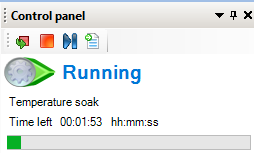 Control panel
Running
Temperature soak
Time left 00:01:53 hh:mm:ss